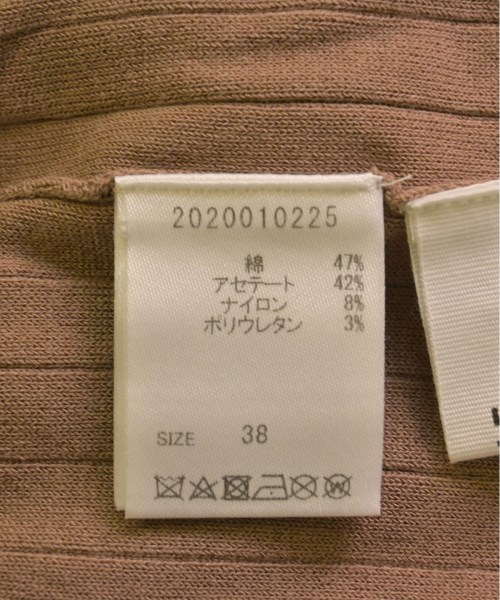 2020010225
綿 47%
アセテート 42%
ナイロン 8%
ポリウレタン 3%
SIZE 38